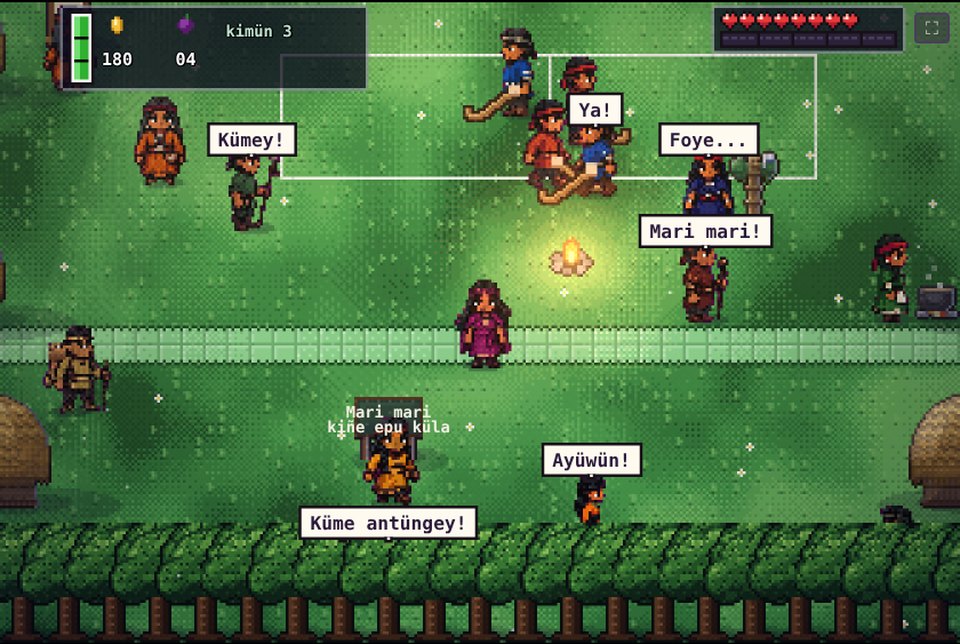 kimün 3
180 04
Kümey!
Ya!
Foye...
Mari mari!
Mari mari
kiñe epu küla
Ayüwün!
Küme antüngey!